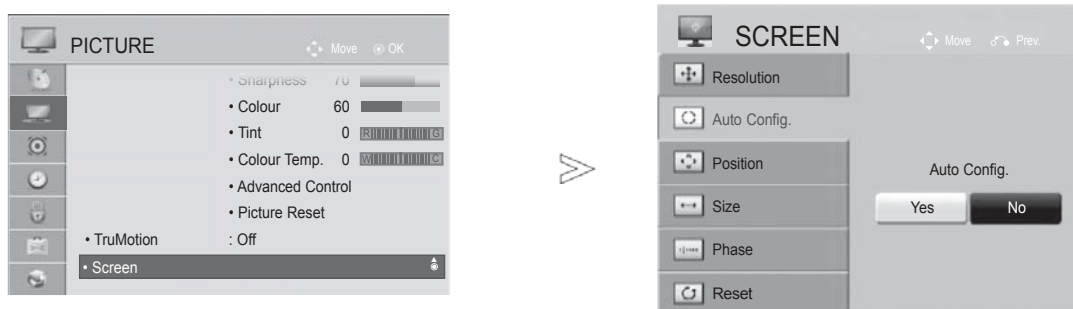 PICTURE
Move OK
• Sharpness 70
• Colour 60
• Tint 0 R G
• Colour Temp. 0 W C
• Advanced Control
• Picture Reset
• TruMotion : Off
• Screen
SCREEN
Move Prev.
Resolution
Auto Config.
Position
Size
Phase
Reset
Auto Config.
Yes No